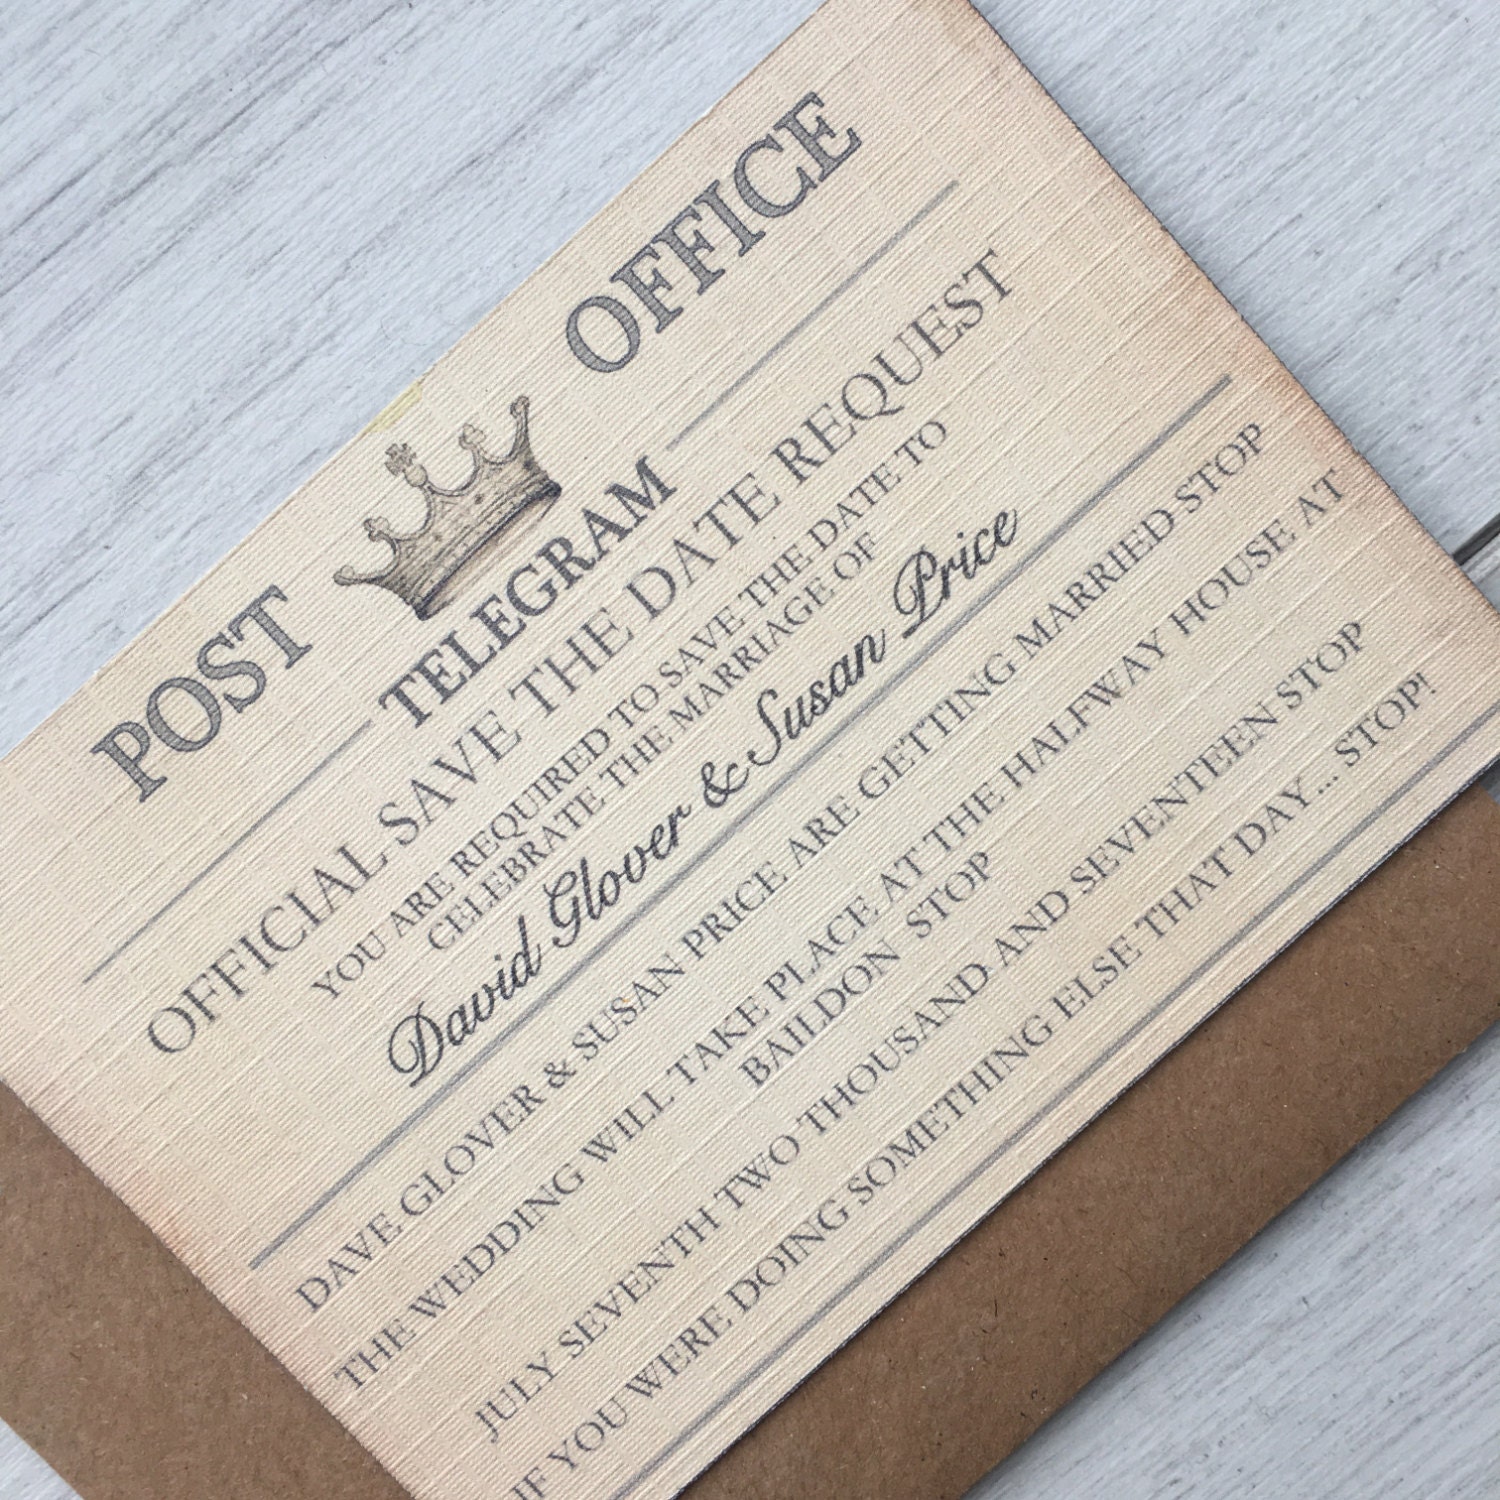 POST OFFICE
TELEGRAM
OFFICIAL SAVE THE DATE REQUEST
YOU ARE REQUIRED TO SAVE THE DATE TO
CELEBRATE THE MARRIAGE OF
David Glover & Susan Price
DAVE GLOVER & SUSAN PRICE ARE GETTING MARRIED STOP
THE WEDDING WILL TAKE PLACE AT THE HALFWAY HOUSE AT
BAILDON STOP
JULY SEVENTH TWO THOUSAND AND SEVENTEEN STOP
IF YOU WERE DOING SOMETHING ELSE THAT DAY... STOP!